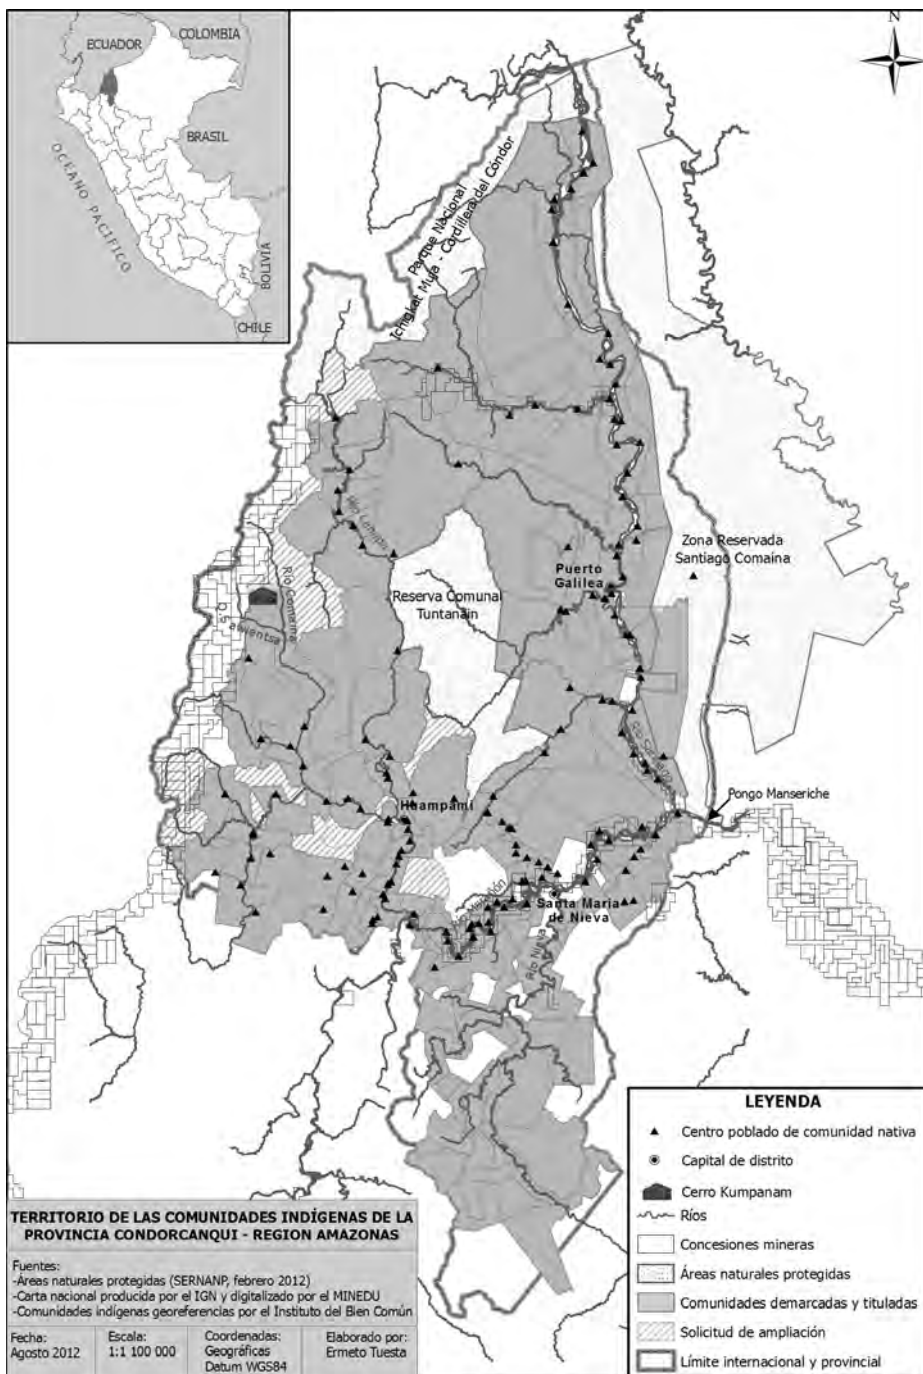 ECUADOR
COLOMBIA
BRASIL
OCEANO PACÍFICO
BOLIVIA
CHILE
N
Parque Nacional
Ichigkat Muja - Cordillera del Cóndor
Río Comaina
Reserva Comunal
Tuntanain
Puerto
Galilea
Zona Reservada
Santiago Comaina
Huampami
Pongo Manseriche
Santa Maria
de Nieva
Río Nieva
LEYENDA
Centro poblado de comunidad nativa
Capital de distrito
Cerro Kumpanam
Ríos
Concesiones mineras
Áreas naturales protegidas
Comunidades demarcadas y tituladas
Solicitud de ampliación
Límite internacional y provincial
TERRITORIO DE LAS COMUNIDADES INDÍGENAS DE LA
PROVINCIA CONDORCANQUI - REGION AMAZONAS
Fuentes:
-Áreas naturales protegidas (SERNANP, febrero 2012)
-Carta nacional producida por el IGN y digitalizado por el MINEDU
-Comunidades indígenas georeferencias por el Instituto del Bien Común
Fecha:
Agosto 2012
Escala:
1:1 100 000
Coordenadas:
Geográficas
Datum WGS84
Elaborado por:
Ermeto Tuesta